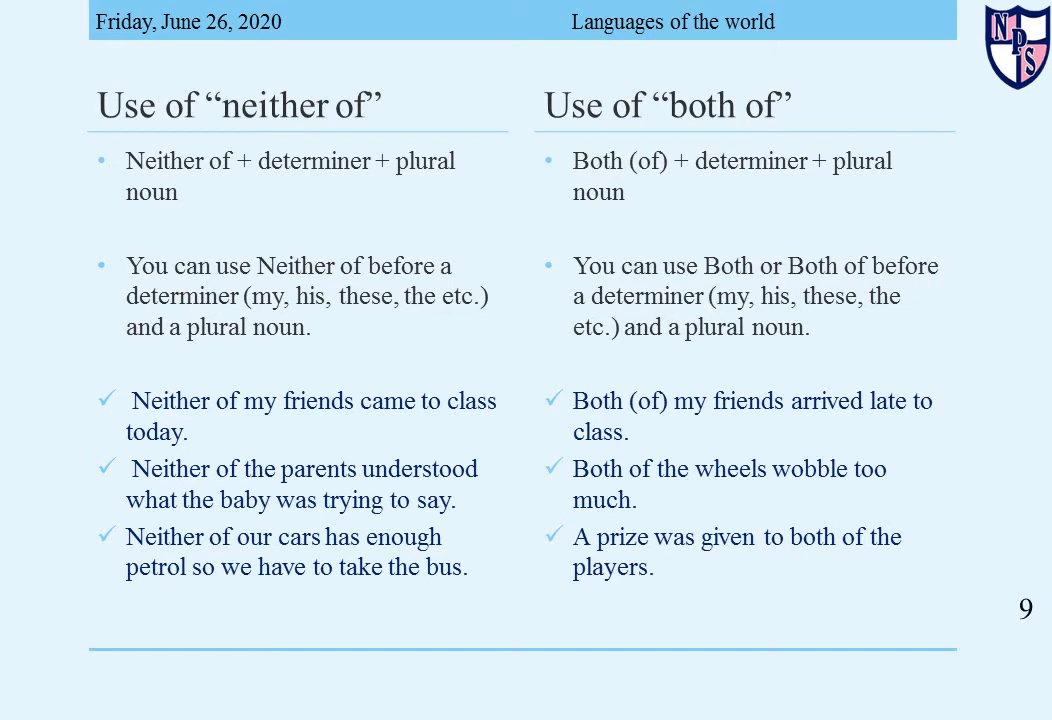 Friday, June 26, 2020
Languages of the world
NPS
Use of “neither of”
• Neither of + determiner + plural
noun
• You can use Neither of before a
determiner (my, his, these, the etc.)
and a plural noun.
✓ Neither of my friends came to class
today.
✓ Neither of the parents understood
what the baby was trying to say.
✓ Neither of our cars has enough
petrol so we have to take the bus.
Use of “both of”
• Both (of) + determiner + plural
noun
• You can use Both or Both of before
a determiner (my, his, these, the
etc.) and a plural noun.
✓ Both (of) my friends arrived late to
class.
✓ Both of the wheels wobble too
much.
✓ A prize was given to both of the
players.
9